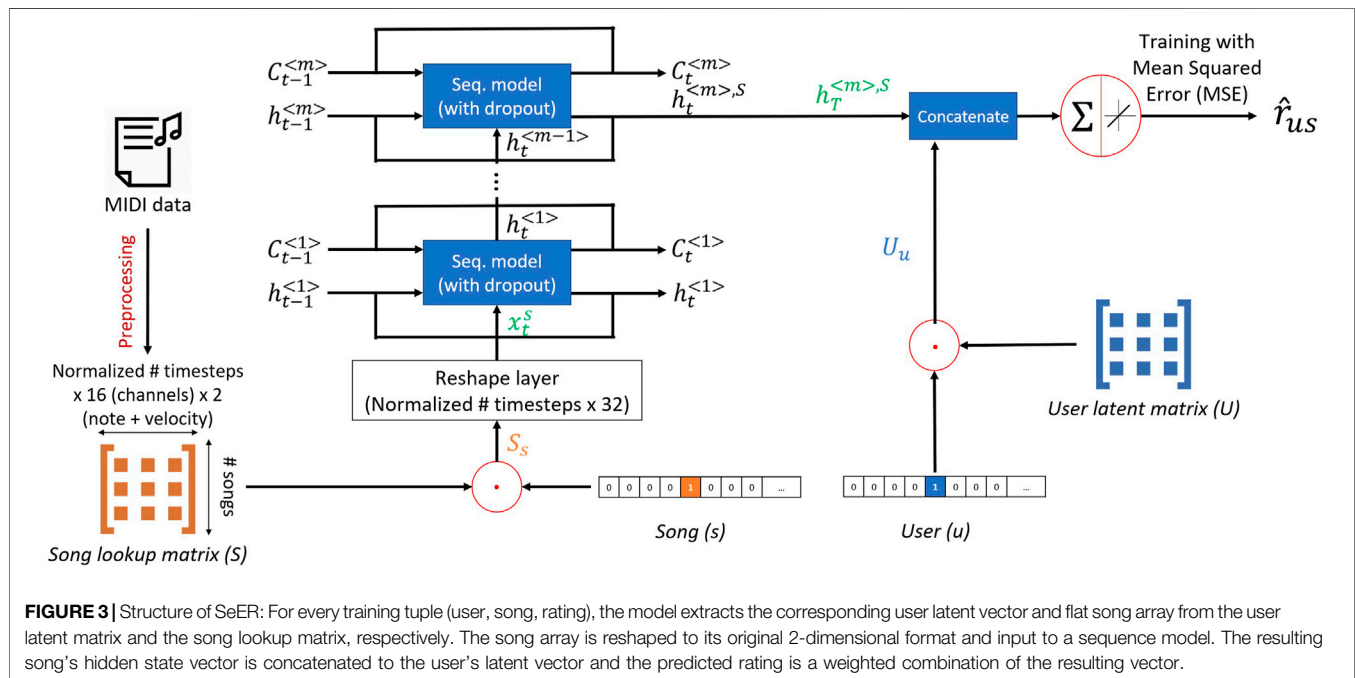 Training with
Mean Squared
Error (MSE)
C_{t-1}^{<m>}
Seq. model
(with dropout)
C_t^{<m>}
h_{t-1}^{<m>}
h_t^{<m>,S}
h_T^{<m>,S}
Concatenate
Σ
r̂_{us}
h_t^{<m-1>}
⋮
MIDI data
Preprocessing
h_t^{<1>}
C_{t-1}^{<1>}
Seq. model
(with dropout)
C_t^{<1>}
h_{t-1}^{<1>}
h_t^{<1>}
x_t^s
U_u
Normalized # timesteps
x 16 (channels) x 2
(note + velocity)
Reshape layer
(Normalized # timesteps x 32)
User latent matrix (U)
# songs
S_s
0 0 0 0 1 0 0 0 ...
0 0 0 0 1 0 0 0 ...
Song lookup matrix (S)
Song (s)
User (u)
FIGURE 3 | Structure of SeER: For every training tuple (user, song, rating), the model extracts the corresponding user latent vector and flat song array from the user
latent matrix and the song lookup matrix, respectively. The song array is reshaped to its original 2-dimensional format and input to a sequence model. The resulting
song's hidden state vector is concatenated to the user's latent vector and the predicted rating is a weighted combination of the resulting vector.